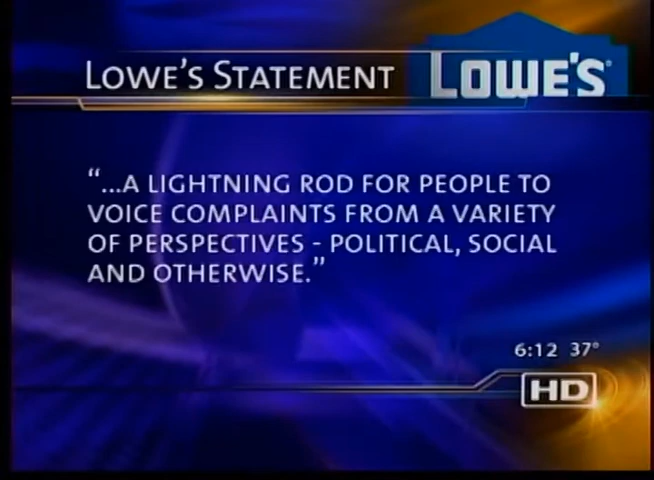 LOWE'S STATEMENT
LOWE'S
"...A LIGHTNING ROD FOR PEOPLE TO
VOICE COMPLAINTS FROM A VARIETY
OF PERSPECTIVES - POLITICAL, SOCIAL
AND OTHERWISE."
6:12 37°
HD